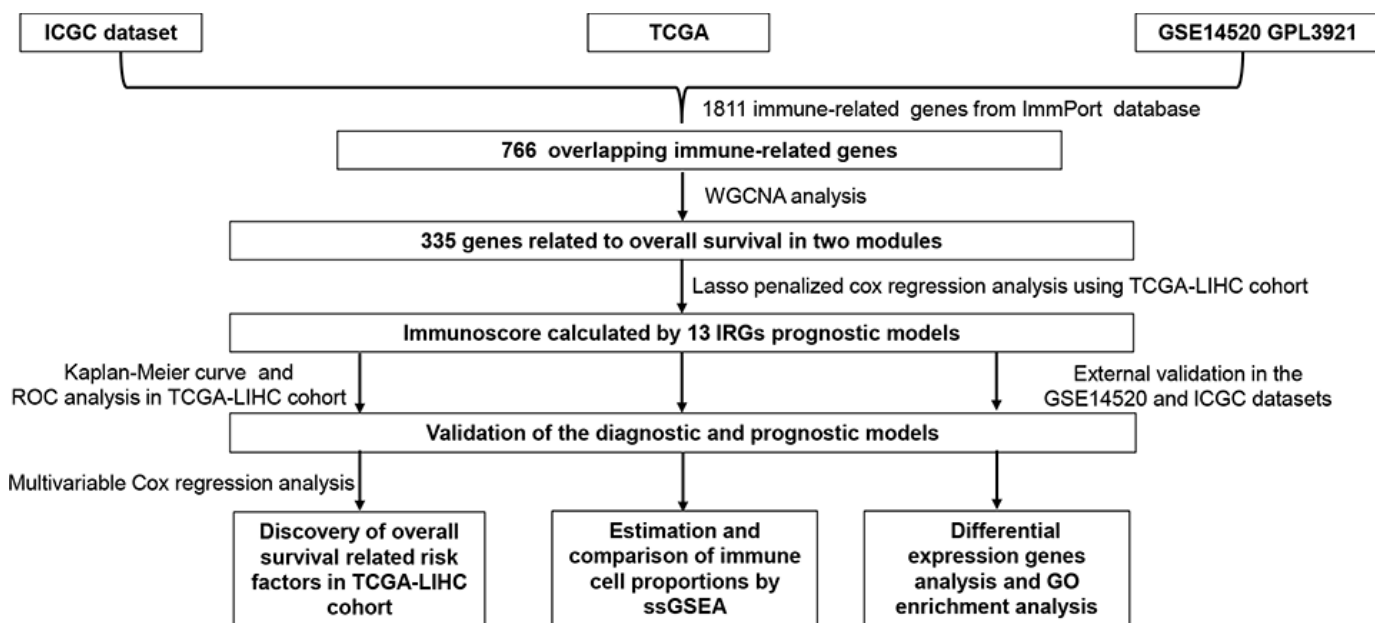 ICGC dataset
TCGA
GSE14520 GPL3921
1811 immune-related genes from ImmPort database
766 overlapping immune-related genes
WGCNA analysis
335 genes related to overall survival in two modules
Lasso penalized cox regression analysis using TCGA-LIHC cohort
Immunoscore calculated by 13 IRGs prognostic models
Kaplan-Meier curve and
ROC analysis in TCGA-LIHC cohort
External validation in the
GSE14520 and ICGC datasets
Validation of the diagnostic and prognostic models
Multivariable Cox regression analysis
Discovery of overall
survival related risk
factors in TCGA-LIHC
cohort
Estimation and
comparison of immune
cell proportions by
ssGSEA
Differential
expression genes
analysis and GO
enrichment analysis